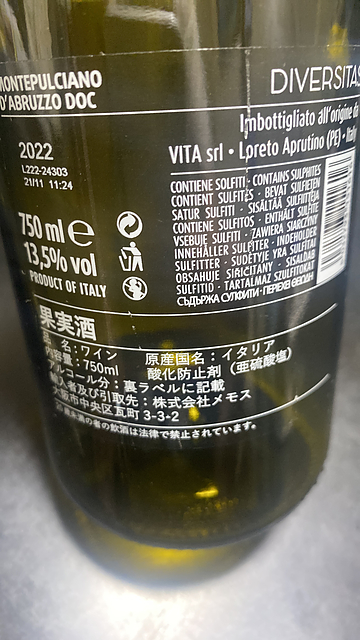 MONTEPULCIANO
D'ABRUZZO DOC
DIVERSITAS
Imbottigliato all'origine da
VITA srl • Loreto Aprutino (PE) • Italy
2022
L222-24303
21/11 11:24
750 ml e
13,5% vol
PRODUCT OF ITALY
CONTIENE SOLFITI · CONTAINS SULPHITES
CONTIENT SULFITES · BEVAT SULFIETEN
SATUR SULFITI · SISÄLTÄÄ SULFIITTEJA
CONTIENE SULFITOS · ENTHÄLT SULFITE
VSEBUJE SULFITI · ZAWIERA SIARCZYNY
INNEHÅLLER SULFITER · INDEHOLDER
SULFITTER · SUDĖTYJE YRA SULFITŲ
OBSAHUJE SIRIČITANY · SISALDAB
SULFITID · TARTALMAZ SZULFITOKAT
СЪДЪРЖА СУЛФИТИ
果実酒
品 名：ワイン 原産国名：イタリア
内容量：750ml 酸化防止剤（亜硫酸塩）
アルコール分：裏ラベルに記載
輸入者及び引取先：株式会社メモス
大阪市中央区瓦町 3-3-2
20歳未満の者の飲酒は法律で禁止されています。